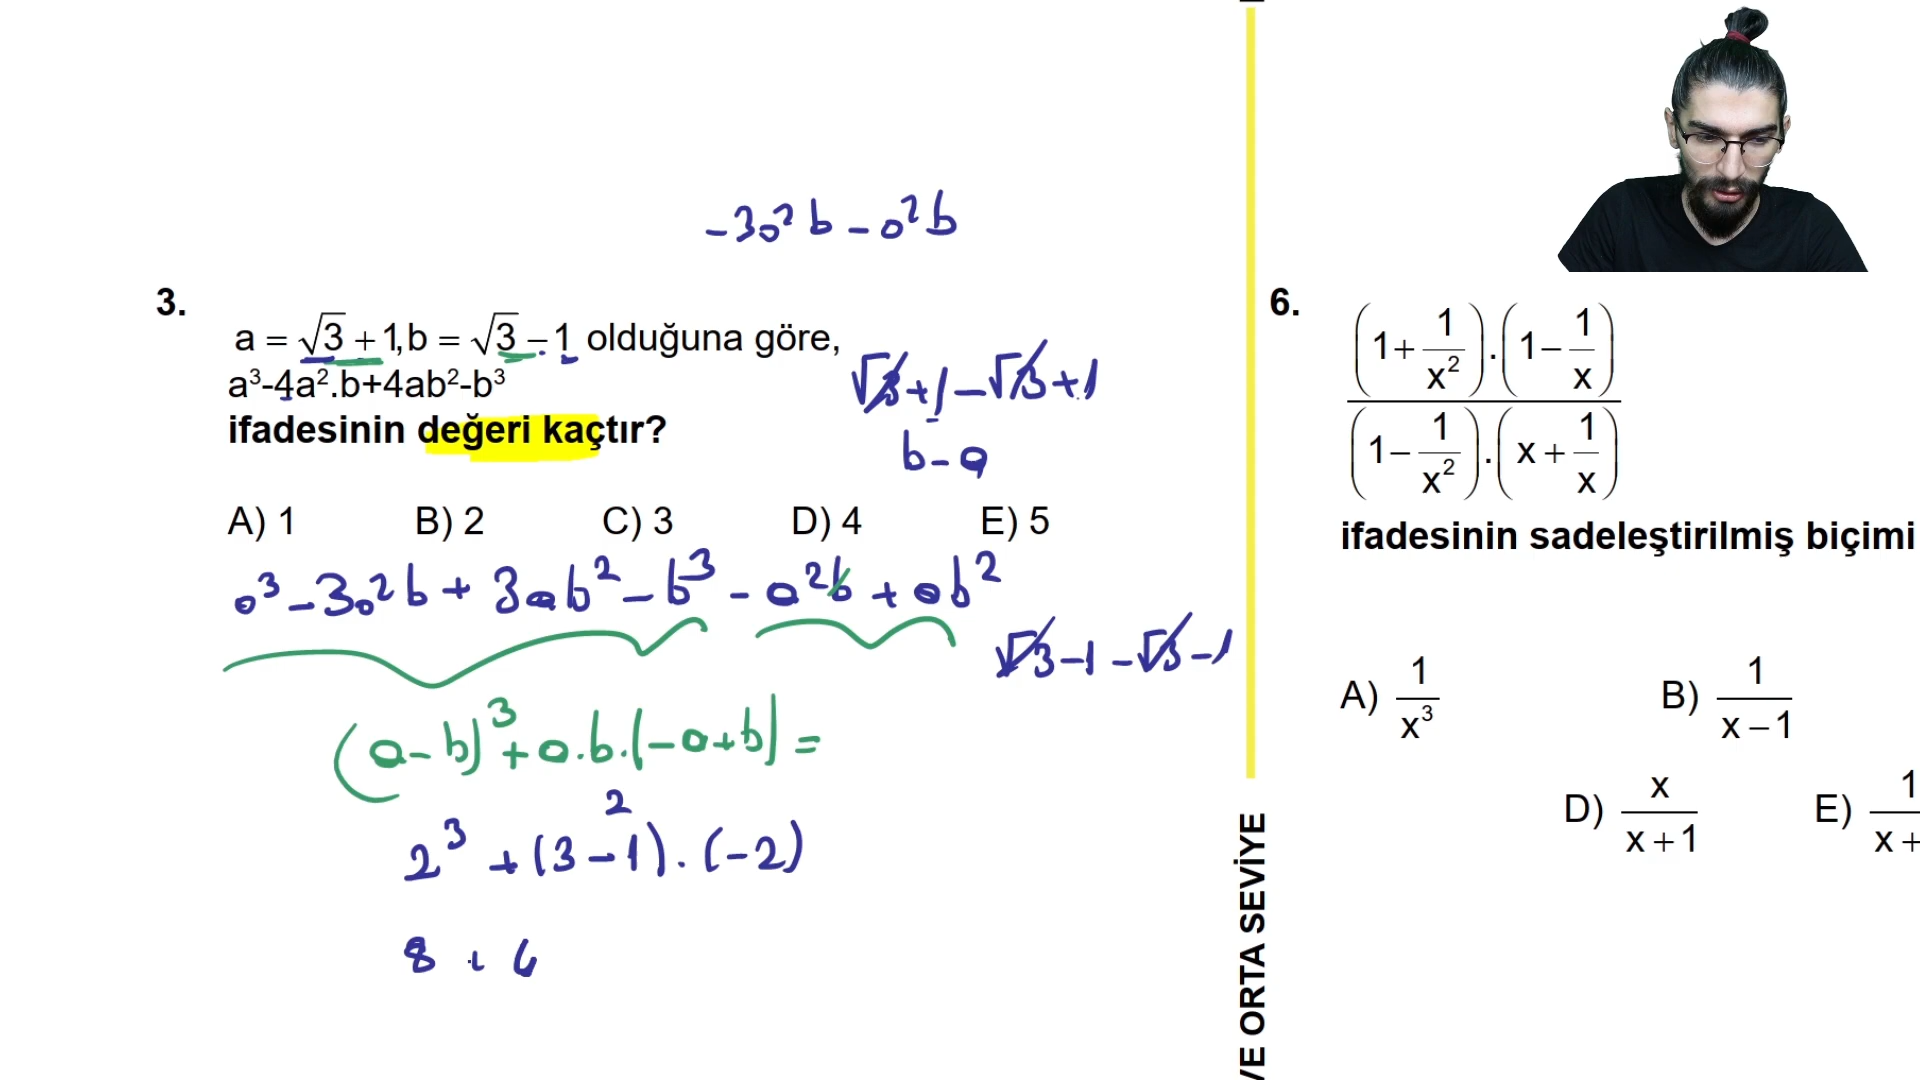 -3a²b - a²b
3.
a = √3 + 1, b = √3 - 1 olduğuna göre,
a³-4a².b+4ab²-b³
ifadesinin değeri kaçtır?
√3+1-√3+1
b-a
A) 1 B) 2 C) 3 D) 4 E) 5
a³-3a²b+3ab²-b³-a²b+ab²
√3-1-√3-1
(a-b)³+a.b.(-a+b)=
2
2³+(3-1).(-2)
8 +
6.
(1+1/x²).(1-1/x)
(1-1/x²).(x+1/x)
ifadesinin sadeleştirilmiş biçimi
A) 1/x³ B) 1/(x-1)
D) x/(x+1) E) 1/(x+
VE ORTA SEVİYE